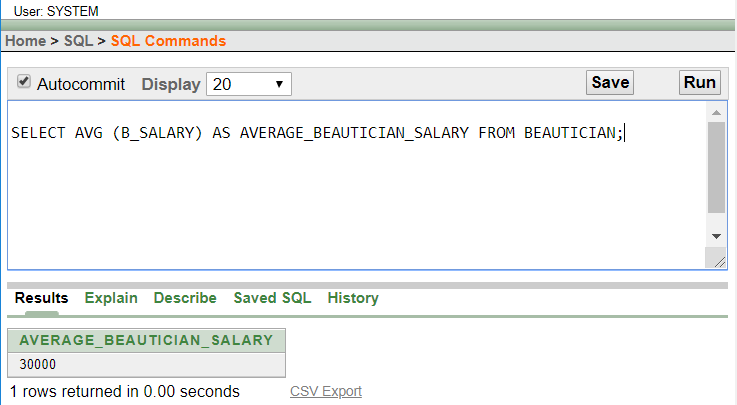 User: SYSTEM
Home > SQL > SQL Commands
Autocommit Display 20 Save Run
SELECT AVG (B_SALARY) AS AVERAGE_BEAUTICIAN_SALARY FROM BEAUTICIAN;
Results Explain Describe Saved SQL History
AVERAGE_BEAUTICIAN_SALARY
30000
1 rows returned in 0.00 seconds CSV Export